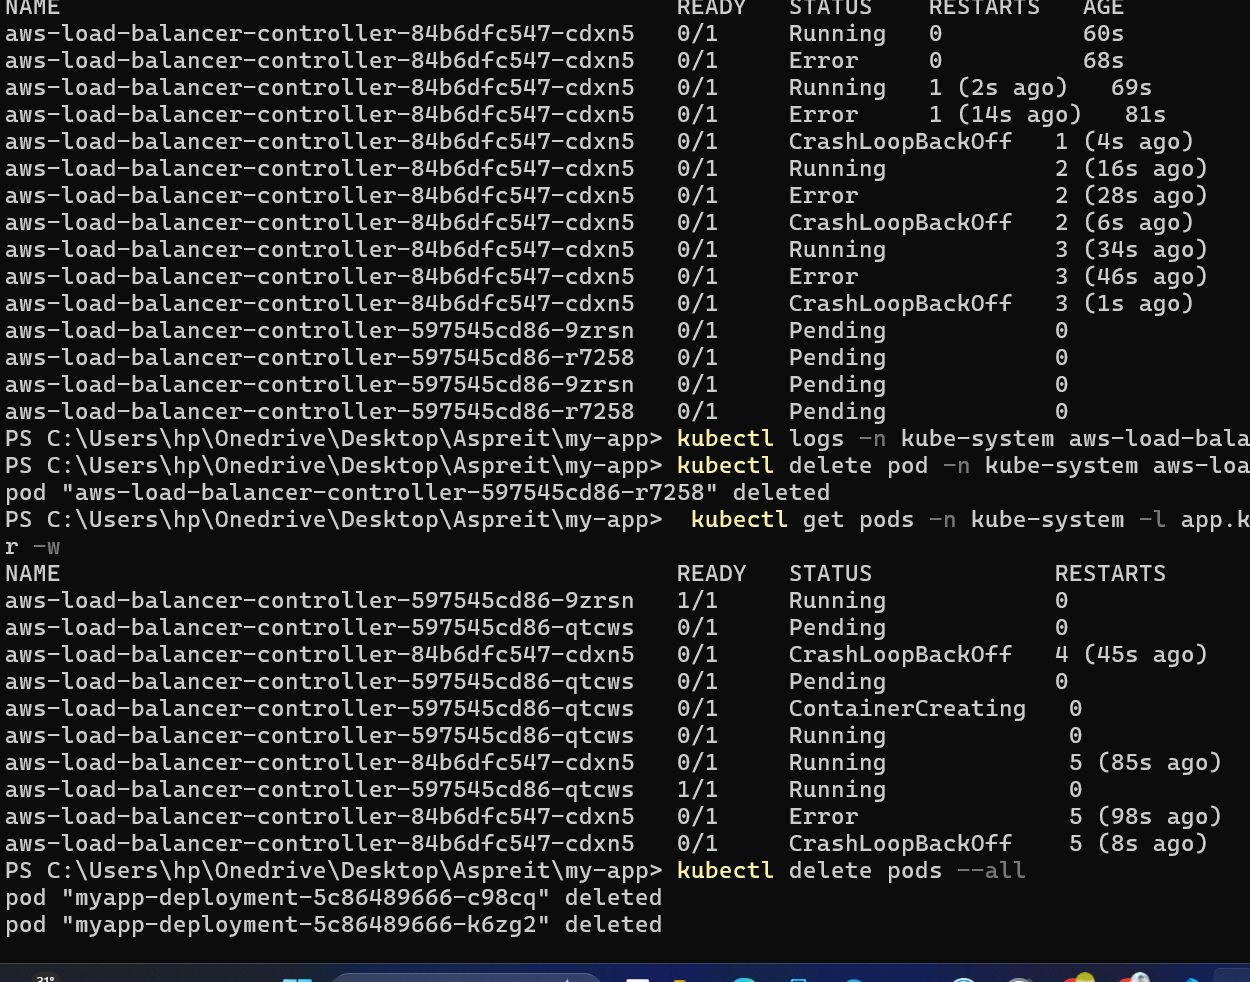 NAME READY STATUS RESTARTS AGE
aws-load-balancer-controller-84b6dfc547-cdxn5 0/1 Running 0 60s
aws-load-balancer-controller-84b6dfc547-cdxn5 0/1 Error 0 68s
aws-load-balancer-controller-84b6dfc547-cdxn5 0/1 Running 1 (2s ago) 69s
aws-load-balancer-controller-84b6dfc547-cdxn5 0/1 Error 1 (14s ago) 81s
aws-load-balancer-controller-84b6dfc547-cdxn5 0/1 CrashLoopBackOff 1 (4s ago)
aws-load-balancer-controller-84b6dfc547-cdxn5 0/1 Running 2 (16s ago)
aws-load-balancer-controller-84b6dfc547-cdxn5 0/1 Error 2 (28s ago)
aws-load-balancer-controller-84b6dfc547-cdxn5 0/1 CrashLoopBackOff 2 (6s ago)
aws-load-balancer-controller-84b6dfc547-cdxn5 0/1 Running 3 (34s ago)
aws-load-balancer-controller-84b6dfc547-cdxn5 0/1 Error 3 (46s ago)
aws-load-balancer-controller-84b6dfc547-cdxn5 0/1 CrashLoopBackOff 3 (1s ago)
aws-load-balancer-controller-597545cd86-9zrsn 0/1 Pending 0
aws-load-balancer-controller-597545cd86-r7258 0/1 Pending 0
aws-load-balancer-controller-597545cd86-9zrsn 0/1 Pending 0
aws-load-balancer-controller-597545cd86-r7258 0/1 Pending 0
PS C:\Users\hp\Onedrive\Desktop\Aspreit\my-app> kubectl logs -n kube-system aws-load-bala
PS C:\Users\hp\Onedrive\Desktop\Aspreit\my-app> kubectl delete pod -n kube-system aws-loa
pod "aws-load-balancer-controller-597545cd86-r7258" deleted
PS C:\Users\hp\Onedrive\Desktop\Aspreit\my-app> kubectl get pods -n kube-system -l app.k
r -w
NAME READY STATUS RESTARTS
aws-load-balancer-controller-597545cd86-9zrsn 1/1 Running 0
aws-load-balancer-controller-597545cd86-qtcws 0/1 Pending 0
aws-load-balancer-controller-84b6dfc547-cdxn5 0/1 CrashLoopBackOff 4 (45s ago)
aws-load-balancer-controller-597545cd86-qtcws 0/1 Pending 0
aws-load-balancer-controller-597545cd86-qtcws 0/1 ContainerCreating 0
aws-load-balancer-controller-597545cd86-qtcws 0/1 Running 0
aws-load-balancer-controller-84b6dfc547-cdxn5 0/1 Running 5 (85s ago)
aws-load-balancer-controller-597545cd86-qtcws 1/1 Running 0
aws-load-balancer-controller-84b6dfc547-cdxn5 0/1 Error 5 (98s ago)
aws-load-balancer-controller-84b6dfc547-cdxn5 0/1 CrashLoopBackOff 5 (8s ago)
PS C:\Users\hp\Onedrive\Desktop\Aspreit\my-app> kubectl delete pods --all
pod "myapp-deployment-5c86489666-c98cq" deleted
pod "myapp-deployment-5c86489666-k6zg2" deleted
31°